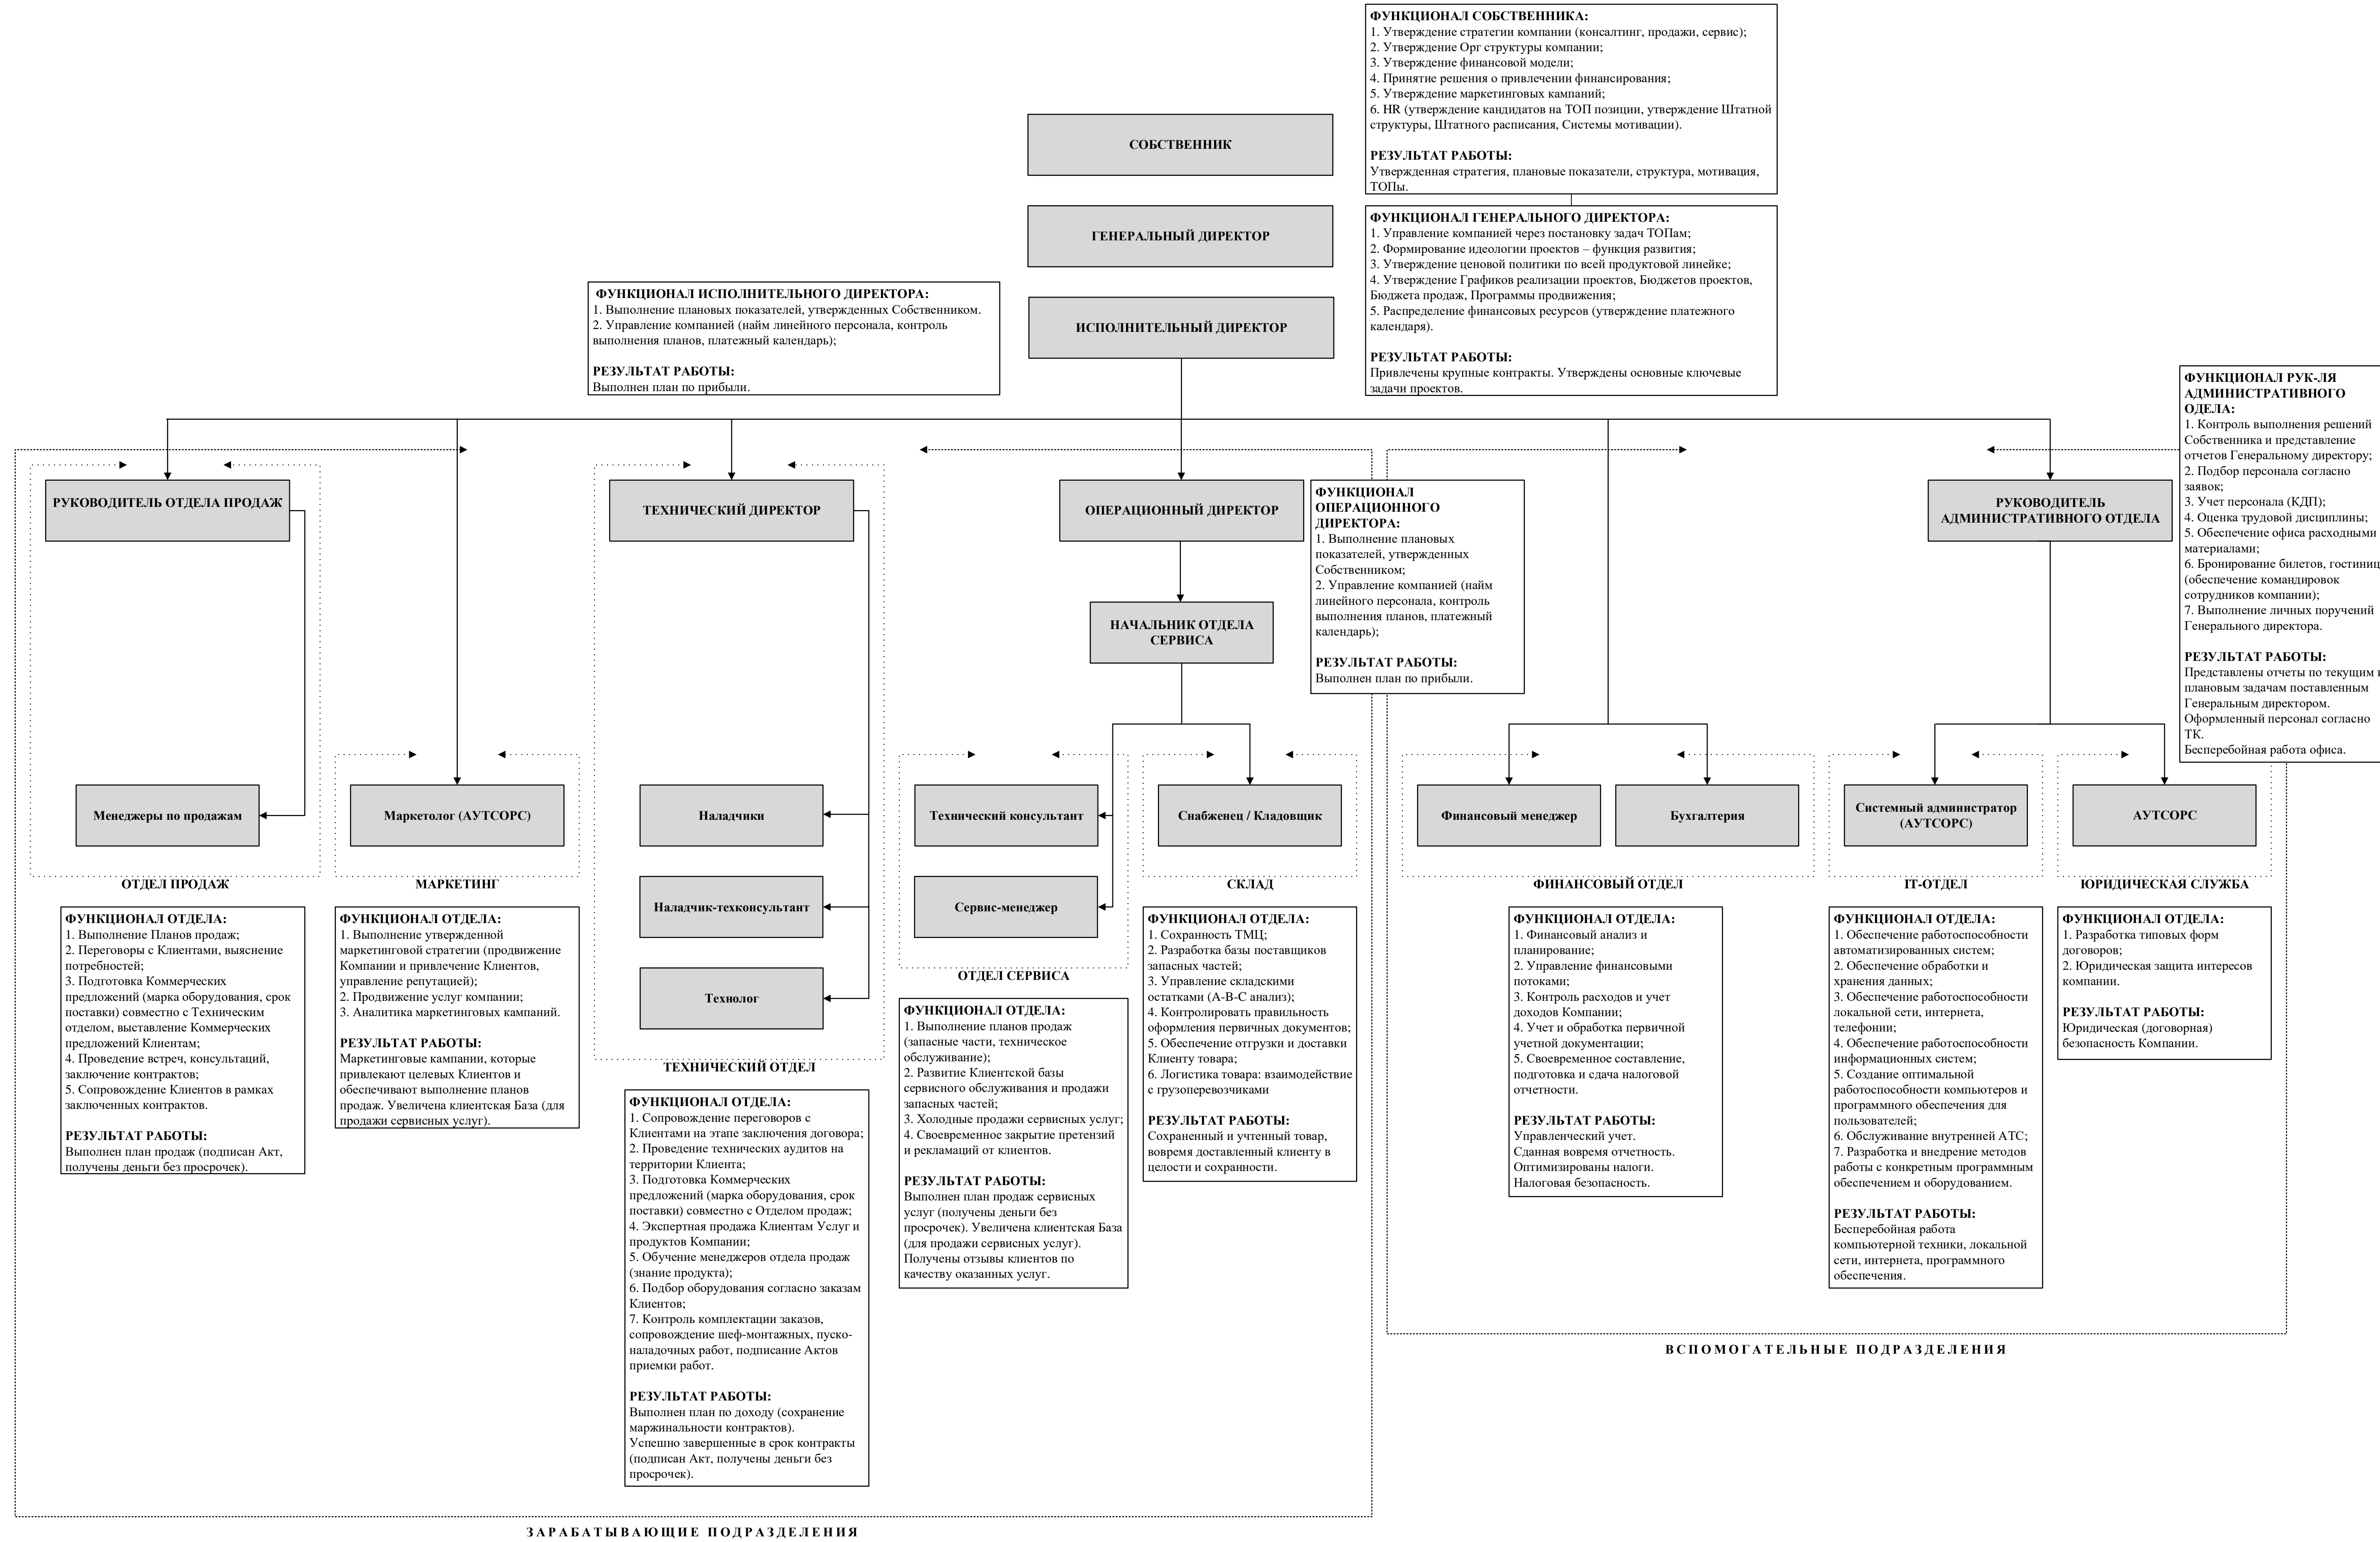 ФУНКЦИОНАЛ СОБСТВЕННИКА:
1. Утверждение стратегии компании (консалтинг, продажи, сервис);
2. Утверждение Орг структуры компании;
3. Утверждение финансовой модели;
4. Принятие решения о привлечении финансирования;
5. Утверждение маркетинговых кампаний;
6. HR (утверждение кандидатов на ТОП позиции, утверждение Штатной
структуры, Штатного расписания, Системы мотивации).
РЕЗУЛЬТАТ РАБОТЫ:
Утвержденная стратегия, плановые показатели, структура, мотивация,
ТОПы.
СОБСТВЕННИК
ГЕНЕРАЛЬНЫЙ ДИРЕКТОР
ФУНКЦИОНАЛ ГЕНЕРАЛЬНОГО ДИРЕКТОРА:
1. Управление компанией через постановку задач ТОПам;
2. Формирование идеологии проектов – функция развития;
3. Утверждение ценовой политики по всей продуктовой линейке;
4. Утверждение Графиков реализации проектов, Бюджетов проектов,
Бюджета продаж, Программы продвижения;
5. Распределение финансовых ресурсов (утверждение платежного
календаря).
РЕЗУЛЬТАТ РАБОТЫ:
Привлечены крупные контракты. Утверждены основные ключевые
задачи проектов.
ФУНКЦИОНАЛ ИСПОЛНИТЕЛЬНОГО ДИРЕКТОРА:
1. Выполнение плановых показателей, утвержденных Собственником.
2. Управление компанией (найм линейного персонала, контроль
выполнения планов, платежный календарь);
РЕЗУЛЬТАТ РАБОТЫ:
Выполнен план по прибыли.
ИСПОЛНИТЕЛЬНЫЙ ДИРЕКТОР
ФУНКЦИОНАЛ РУК-ЛЯ
АДМИНИСТРАТИВНОГО
ОДЕЛА:
1. Контроль выполнения решений
Собственника и представление
отчетов Генеральному директору;
2. Подбор персонала согласно
заявок;
3. Учет персонала (КДП);
4. Оценка трудовой дисциплины;
5. Обеспечение офиса расходными
материалами;
6. Бронирование билетов, гостиниц
(обеспечение командировок
сотрудников компании);
7. Выполнение личных поручений
Генерального директора.
РЕЗУЛЬТАТ РАБОТЫ:
Представлены отчеты по текущим и
плановым задачам поставленным
Генеральным директором.
Оформленный персонал согласно
ТК.
Бесперебойная работа офиса.
РУКОВОДИТЕЛЬ ОТДЕЛА ПРОДАЖ
ТЕХНИЧЕСКИЙ ДИРЕКТОР
ОПЕРАЦИОННЫЙ ДИРЕКТОР
РУКОВОДИТЕЛЬ
АДМИНИСТРАТИВНОГО ОТДЕЛА
ФУНКЦИОНАЛ
ОПЕРАЦИОННОГО
ДИРЕКТОРА:
1. Выполнение плановых
показателей, утвержденных
Собственником;
2. Управление компанией (найм
линейного персонала, контроль
выполнения планов, платежный
календарь);
РЕЗУЛЬТАТ РАБОТЫ:
Выполнен план по прибыли.
НАЧАЛЬНИК ОТДЕЛА
СЕРВИСА
Менеджеры по продажам
Маркетолог (АУТСОРС)
Наладчики
Технический консультант
Снабженец / Кладовщик
Финансовый менеджер
Бухгалтерия
Системный администратор
(АУТСОРС)
АУТСОРС
Наладчик-техконсультант
Сервис-менеджер
Технолог
ОТДЕЛ ПРОДАЖ
ФУНКЦИОНАЛ ОТДЕЛА:
1. Выполнение Планов продаж;
2. Переговоры с Клиентами, выяснение
потребностей;
3. Подготовка Коммерческих
предложений (марка оборудования, срок
поставки) совместно с Техническим
отделом, выставление Коммерческих
предложений Клиентам;
4. Проведение встреч, консультаций,
заключение контрактов;
5. Сопровождение Клиентов в рамках
заключенных контрактов.
РЕЗУЛЬТАТ РАБОТЫ:
Выполнен план продаж (подписан Акт,
получены деньги без просрочек).
МАРКЕТИНГ
ФУНКЦИОНАЛ ОТДЕЛА:
1. Выполнение утвержденной
маркетинговой стратегии (продвижение
Компании и привлечение Клиентов,
управление репутацией);
2. Продвижение услуг компании;
3. Аналитика маркетинговых кампаний.
РЕЗУЛЬТАТ РАБОТЫ:
Маркетинговые кампании, которые
привлекают целевых Клиентов и
обеспечивают выполнение планов
продаж. Увеличена клиентская База (для
продажи сервисных услуг).
ТЕХНИЧЕСКИЙ ОТДЕЛ
ФУНКЦИОНАЛ ОТДЕЛА:
1. Сопровождение переговоров с
Клиентами на этапе заключения договора;
2. Проведение технических аудитов на
территории Клиента;
3. Подготовка Коммерческих
предложений (марка оборудования, срок
поставки) совместно с Отделом продаж;
4. Экспертная продажа Клиентам Услуг и
продуктов Компании;
5. Обучение менеджеров отдела продаж
(знание продукта);
6. Подбор оборудования согласно заказам
Клиентов;
7. Контроль комплектации заказов,
сопровождение шеф-монтажных, пуско-
наладочных работ, подписание Актов
приемки работ.
РЕЗУЛЬТАТ РАБОТЫ:
Выполнен план по доходу (сохранение
маржинальности контрактов).
Успешно завершенные в срок контракты
(подписан Акт, получены деньги без
просрочек).
ОТДЕЛ СЕРВИСА
ФУНКЦИОНАЛ ОТДЕЛА:
1. Выполнение планов продаж
(запасные части, техническое
обслуживание);
2. Развитие Клиентской базы
сервисного обслуживания и продажи
запасных частей;
3. Холодные продажи сервисных услуг;
4. Своевременное закрытие претензий
и рекламаций от клиентов.
РЕЗУЛЬТАТ РАБОТЫ:
Выполнен план продаж сервисных
услуг (получены деньги без
просрочек). Увеличена клиентская База
(для продажи сервисных услуг).
Получены отзывы клиентов по
качеству оказанных услуг.
СКЛАД
ФУНКЦИОНАЛ ОТДЕЛА:
1. Сохранность ТМЦ;
2. Разработка базы поставщиков
запасных частей;
3. Управление складскими
остатками (А-В-С анализ);
4. Контролировать правильность
оформления первичных документов;
5. Обеспечение отгрузки и доставки
Клиенту товара;
6. Логистика товара: взаимодействие
с грузоперевозчиками
РЕЗУЛЬТАТ РАБОТЫ:
Сохраненный и учтенный товар,
вовремя доставленный клиенту в
целости и сохранности.
ФИНАНСОВЫЙ ОТДЕЛ
ФУНКЦИОНАЛ ОТДЕЛА:
1. Финансовый анализ и
планирование;
2. Управление финансовыми
потоками;
3. Контроль расходов и учет
доходов Компании;
4. Учет и обработка первичной
учетной документации;
5. Своевременное составление,
подготовка и сдача налоговой
отчетности.
РЕЗУЛЬТАТ РАБОТЫ:
Управленческий учет.
Сданная вовремя отчетность.
Оптимизированы налоги.
Налоговая безопасность.
IT-ОТДЕЛ
ФУНКЦИОНАЛ ОТДЕЛА:
1. Обеспечение работоспособности
автоматизированных систем;
2. Обеспечение обработки и
хранения данных;
3. Обеспечение работоспособности
локальной сети, интернета,
телефонии;
4. Обеспечение работоспособности
информационных систем;
5. Создание оптимальной
работоспособности компьютеров и
программного обеспечения для
пользователей;
6. Обслуживание внутренней АТС;
7. Разработка и внедрение методов
работы с конкретным программным
обеспечением и оборудованием.
РЕЗУЛЬТАТ РАБОТЫ:
Бесперебойная работа
компьютерной техники, локальной
сети, интернета, программного
обеспечения.
ЮРИДИЧЕСКАЯ СЛУЖБА
ФУНКЦИОНАЛ ОТДЕЛА:
1. Разработка типовых форм
договоров;
2. Юридическая защита интересов
компании.
РЕЗУЛЬТАТ РАБОТЫ:
Юридическая (договорная)
безопасность Компании.
ВСПОМОГАТЕЛЬНЫЕ ПОДРАЗДЕЛЕНИЯ
ЗАРАБАТЫВАЮЩИЕ ПОДРАЗДЕЛЕНИЯ